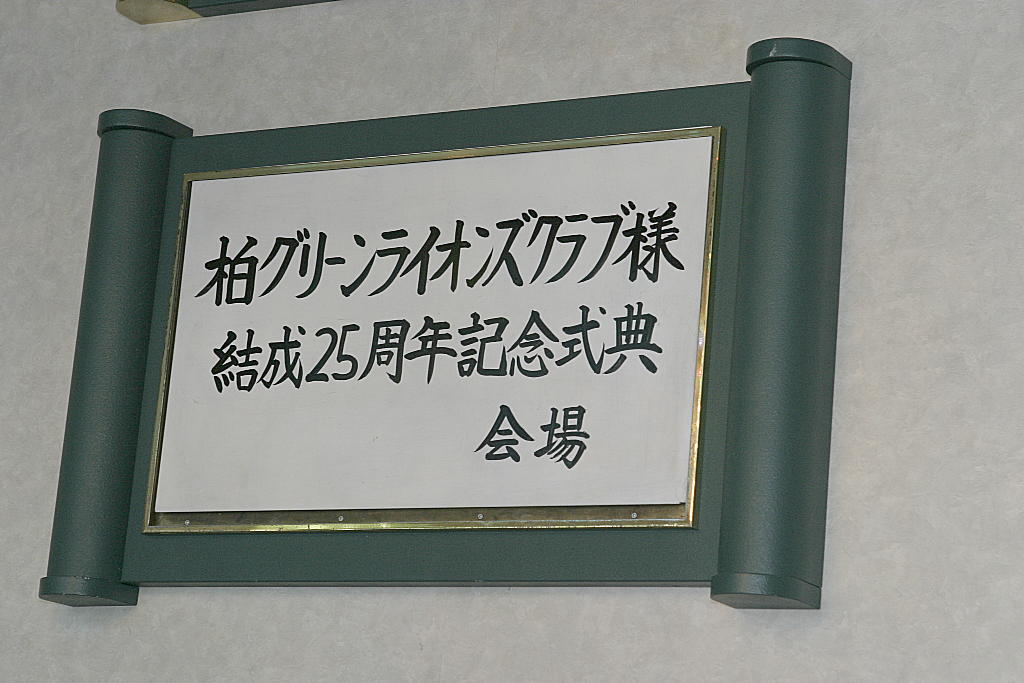 柏グリーンライオンズクラブ様
結成25周年記念式典
会場